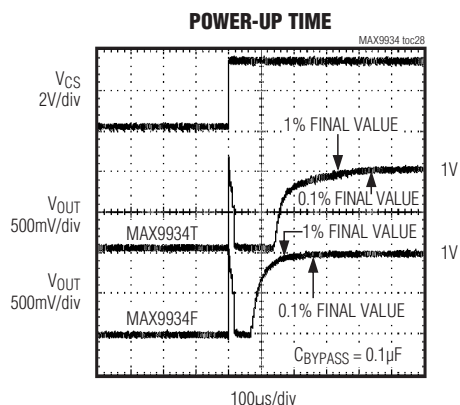 POWER-UP TIME
MAX9934 toc28
VCS
2V/div
1% FINAL VALUE
1V
0.1% FINAL VALUE
VOUT
500mV/div
MAX9934T
1% FINAL VALUE
1V
VOUT
500mV/div
MAX9934F
0.1% FINAL VALUE
CBYPASS = 0.1µF
100µs/div